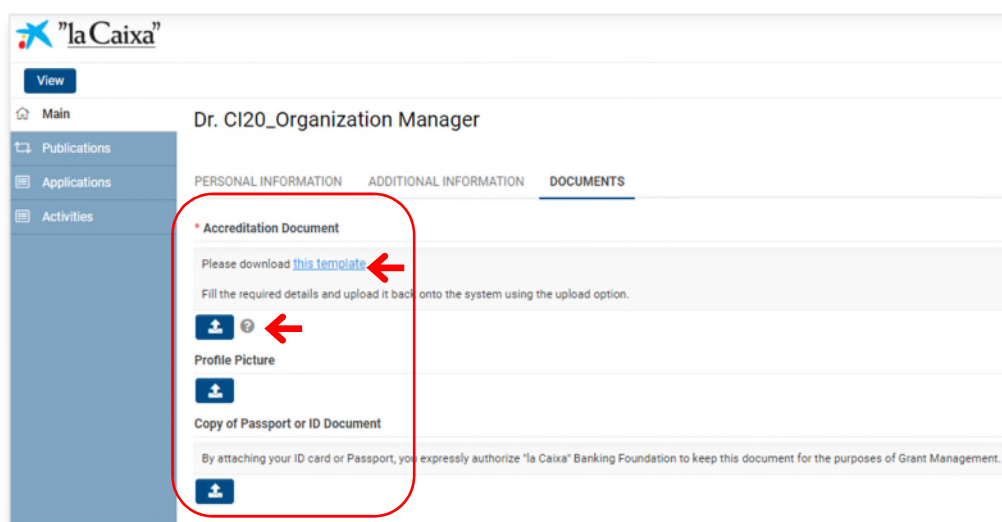 "la Caixa"
View
Main
Dr. CI20_Organization Manager
Publications
Applications
PERSONAL INFORMATION ADDITIONAL INFORMATION DOCUMENTS
Activities
* Accreditation Document
Please download this template
Fill the required details and upload it back onto the system using the upload option.
?
Profile Picture
Copy of Passport or ID Document
By attaching your ID card or Passport, you expressly authorize "la Caixa" Banking Foundation to keep this document for the purposes of Grant Management.